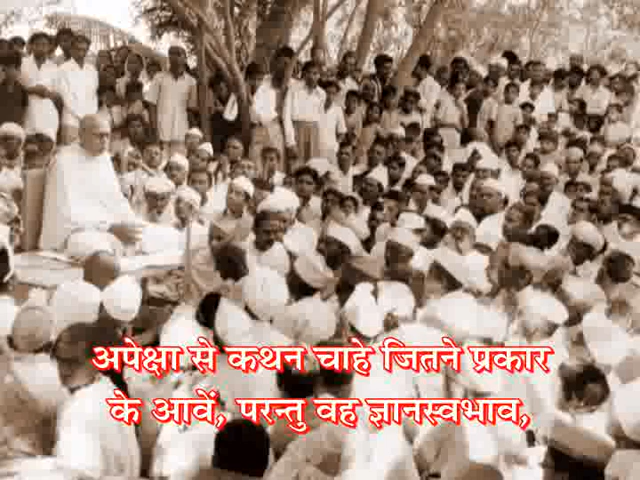 अपेक्षा से कथन चाहे जितने प्रकार
के आवें, परन्तु वह ज्ञानस्वभाव,